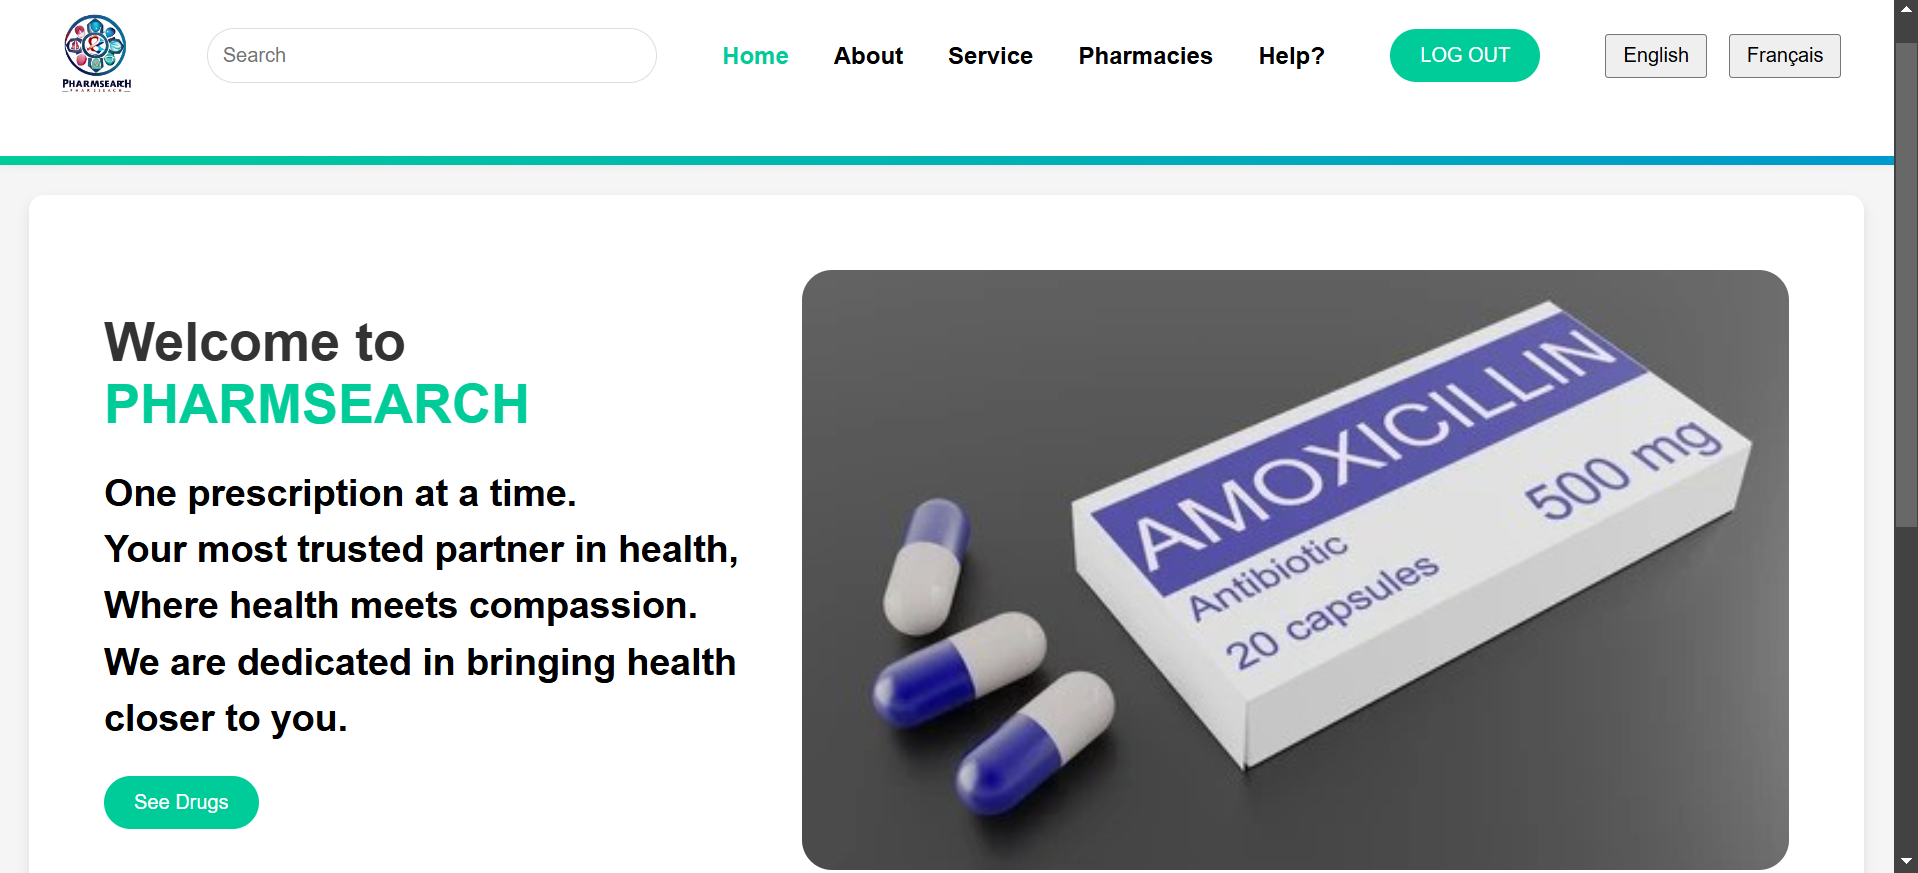 PHARMSEARCH
Search
Home
About
Service
Pharmacies
Help?
LOG OUT
English
Français
Welcome to
PHARMSEARCH
One prescription at a time.
Your most trusted partner in health,
Where health meets compassion.
We are dedicated in bringing health
closer to you.
See Drugs
AMOXICILLIN
Antibiotic
500 mg
20 capsules